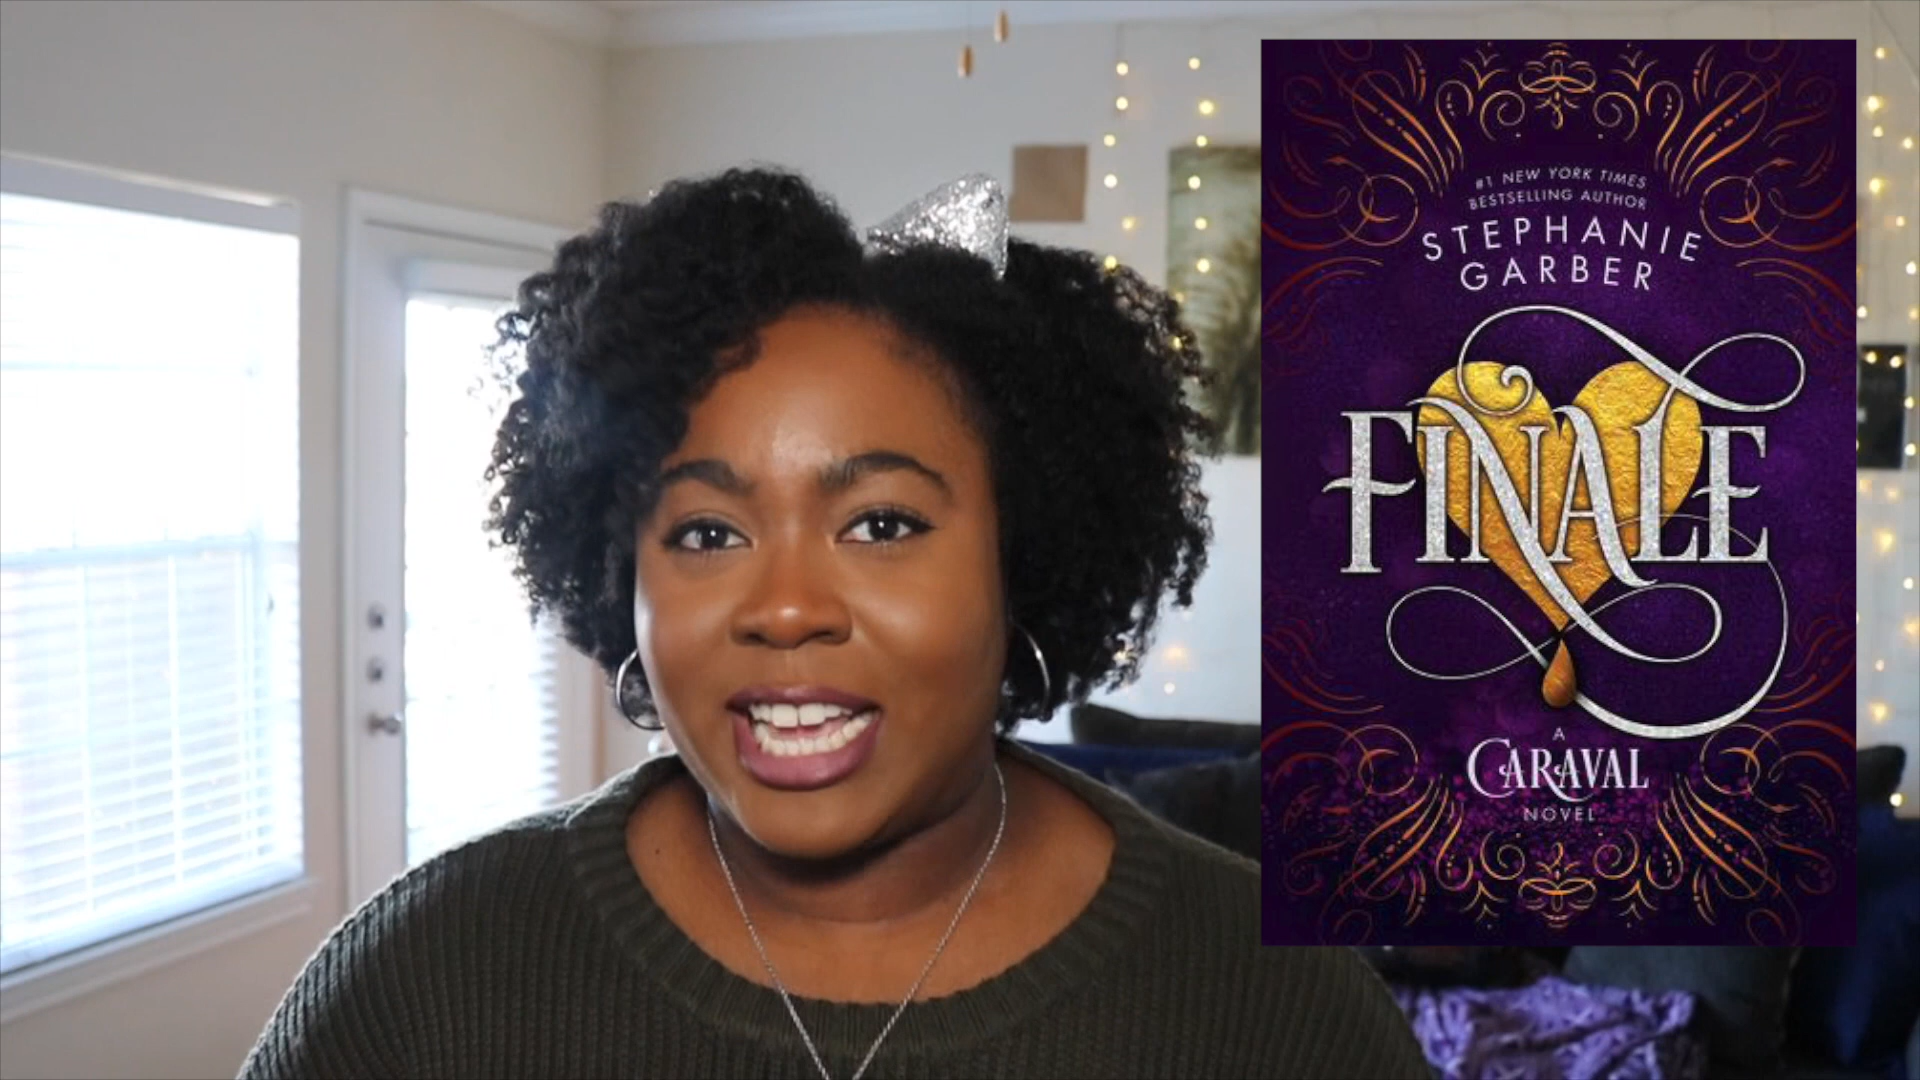 #1 NEW YORK TIMES
BESTSELLING AUTHOR
STEPHANIE
GARBER
FINALE
A
CARAVAL
NOVEL